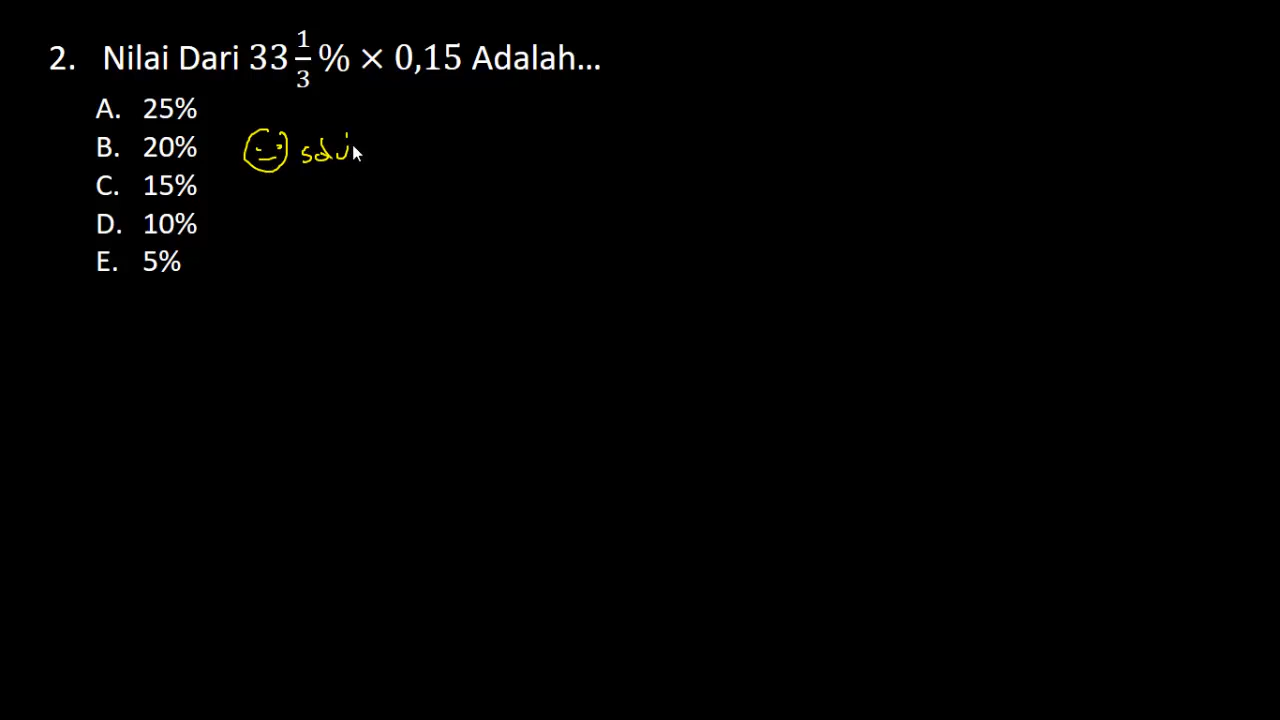 2. Nilai Dari 33 1/3 % × 0,15 Adalah...
A. 25%
B. 20%
C. 15%
D. 10%
E. 5%